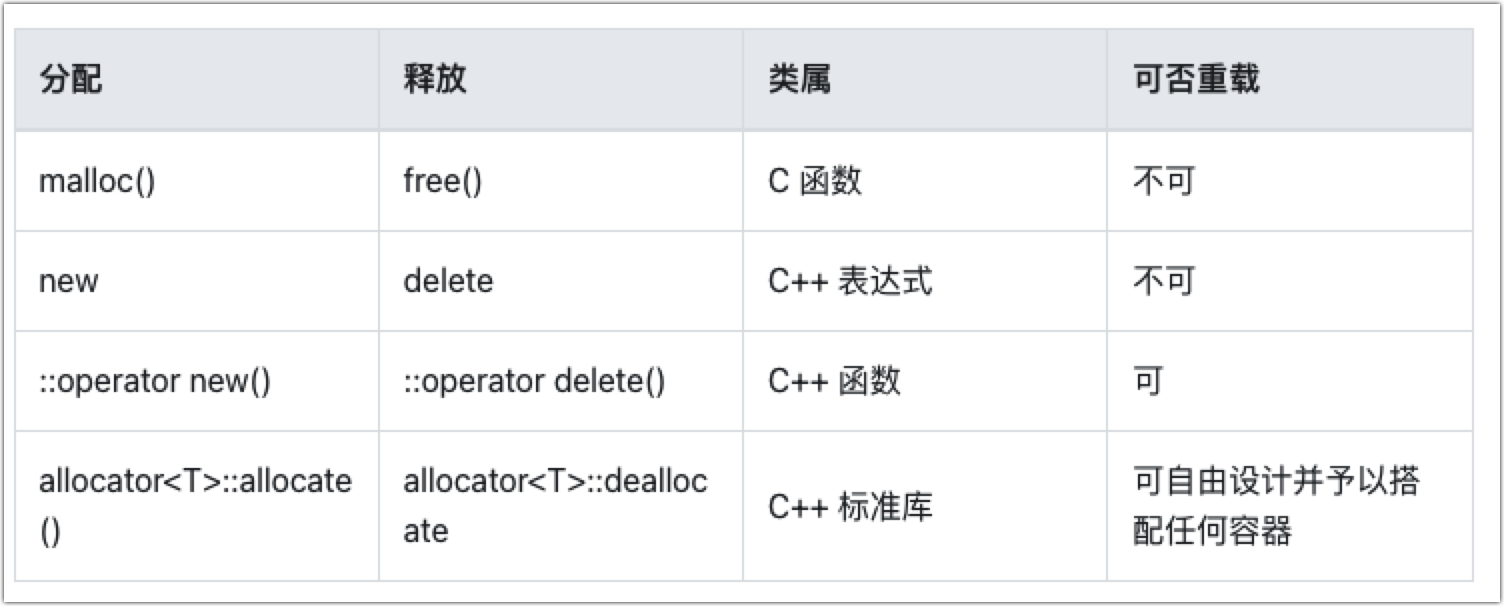 分配 释放 类属 可否重载
malloc() free() C 函数 不可
new delete C++ 表达式 不可
::operator new() ::operator delete() C++ 函数 可
allocator<T>::allocate
()
allocator<T>::dealloc
ate
C++ 标准库
可自由设计并予以搭
配任何容器